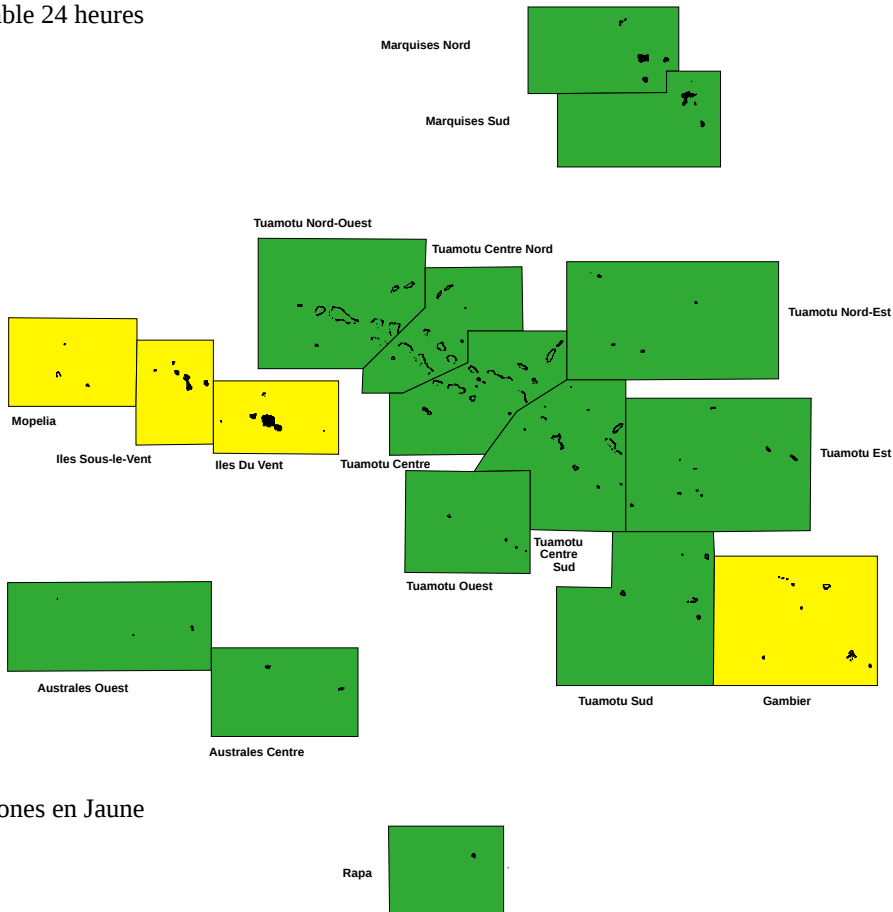 24 heures
Marquises Nord
Marquises Sud
Tuamotu Nord-Ouest
Tuamotu Centre Nord
Tuamotu Nord-Est
Mopelia
Iles Sous-le-Vent
Iles Du Vent
Tuamotu Centre
Tuamotu Est
Tuamotu
Centre
Sud
Tuamotu Ouest
Australes Ouest
Tuamotu Sud
Gambier
Australes Centre
en Jaune
Rapa